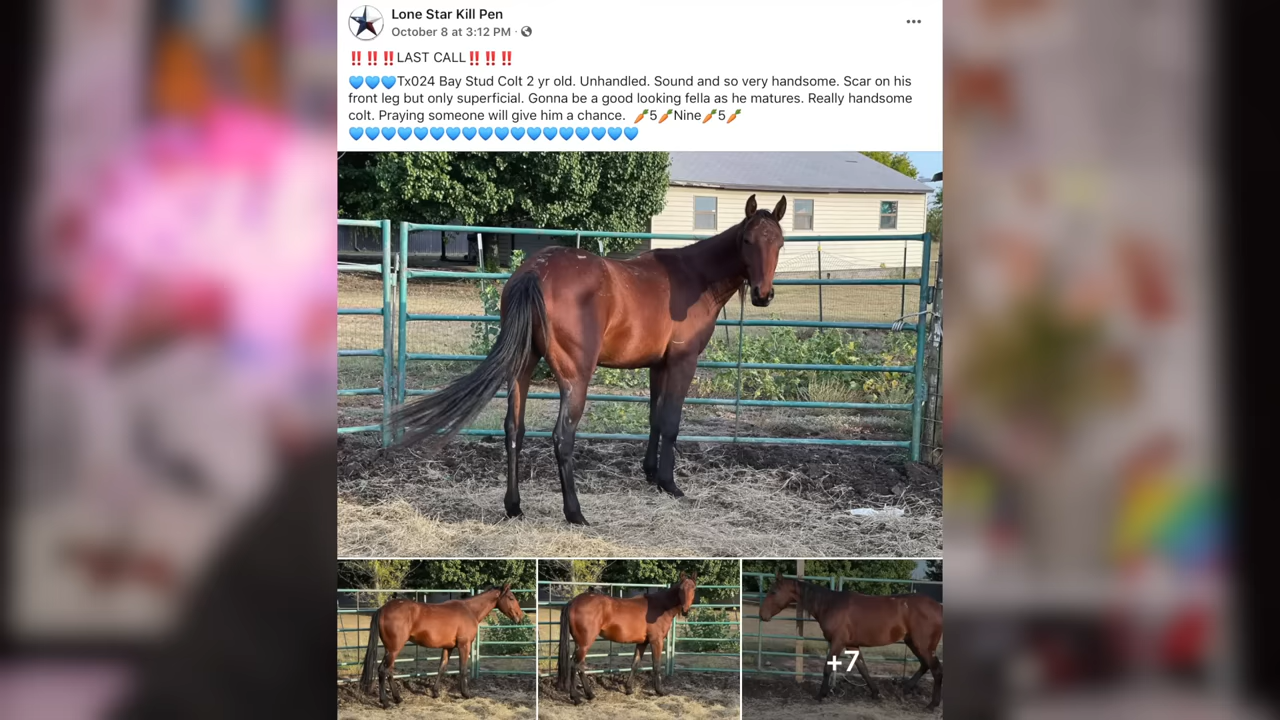 Lone Star Kill Pen
October 8 at 3:12 PM ·
‼️‼️‼️LAST CALL‼️‼️‼️
💙💙💙Tx024 Bay Stud Colt 2 yr old. Unhandled. Sound and so very handsome. Scar on his
front leg but only superficial. Gonna be a good looking fella as he matures. Really handsome
colt. Praying someone will give him a chance. 🥕5🥕Nine🥕5🥕
+7